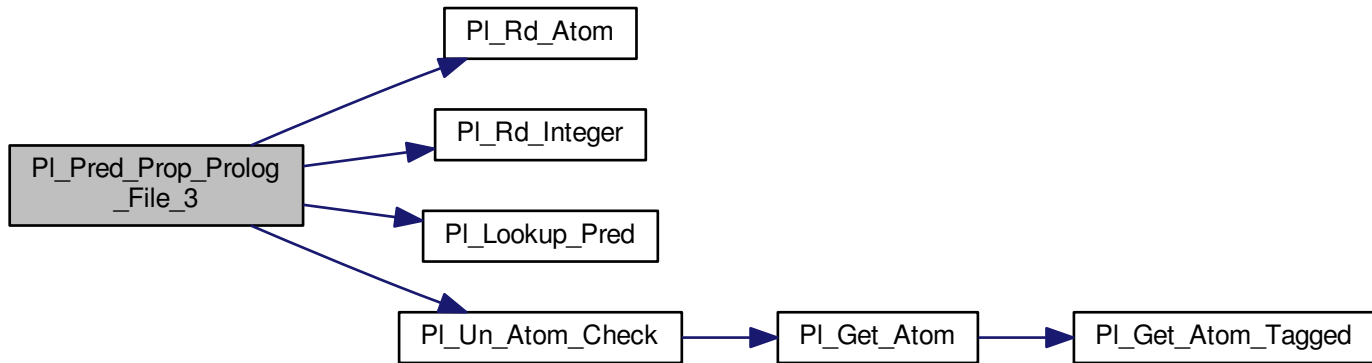 Pl_Rd_Atom
Pl_Rd_Integer
Pl_Pred_Prop_Prolog
_File_3
Pl_Lookup_Pred
Pl_Un_Atom_Check
Pl_Get_Atom
Pl_Get_Atom_Tagged